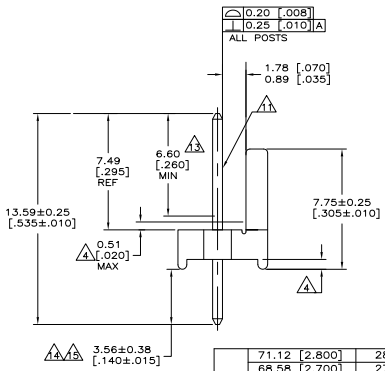 ⌓ 0.20 [.008]
⊥ 0.25 [.010] A
ALL POSTS
1.78 [.070]
0.89 [.035]
11
13
7.49
[.295]
REF
6.60
[.260]
MIN
13.59±0.25
[.535±.010]
7.75±0.25
[.305±.010]
4
0.51
[.020]
MAX
4
14 15
3.56±0.38
[.140±.015]
71.12 [2.800] 28
68.58 [2.700] 27